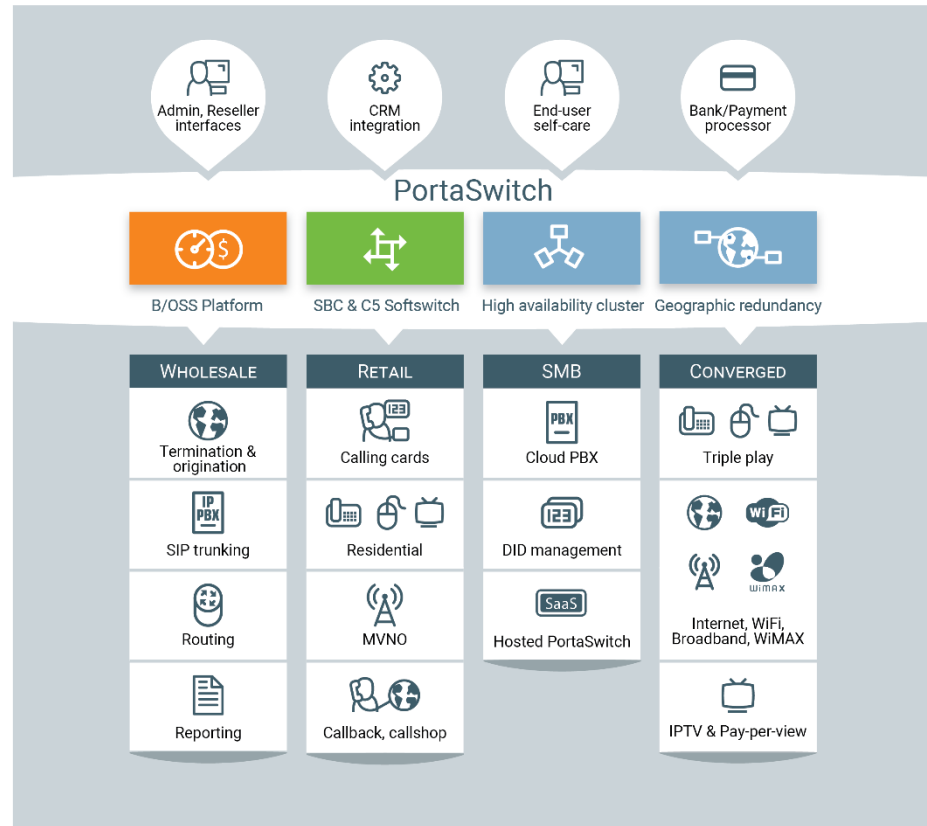 Admin, Reseller
interfaces
CRM
integration
End-user
self-care
Bank/Payment
processor
PortaSwitch
$
B/OSS Platform
SBC & C5 Softswitch
High availability cluster
Geographic redundancy
WHOLESALE
Termination &
origination
IP
PBX
SIP trunking
Routing
Reporting
RETAIL
123
Calling cards
Residential
MVNO
Callback, callshop
SMB
PBX
Cloud PBX
123
DID management
SaaS
Hosted PortaSwitch
CONVERGED
Triple play
WiFi
WiMAX
Internet, WiFi,
Broadband, WiMAX
IPTV & Pay-per-view